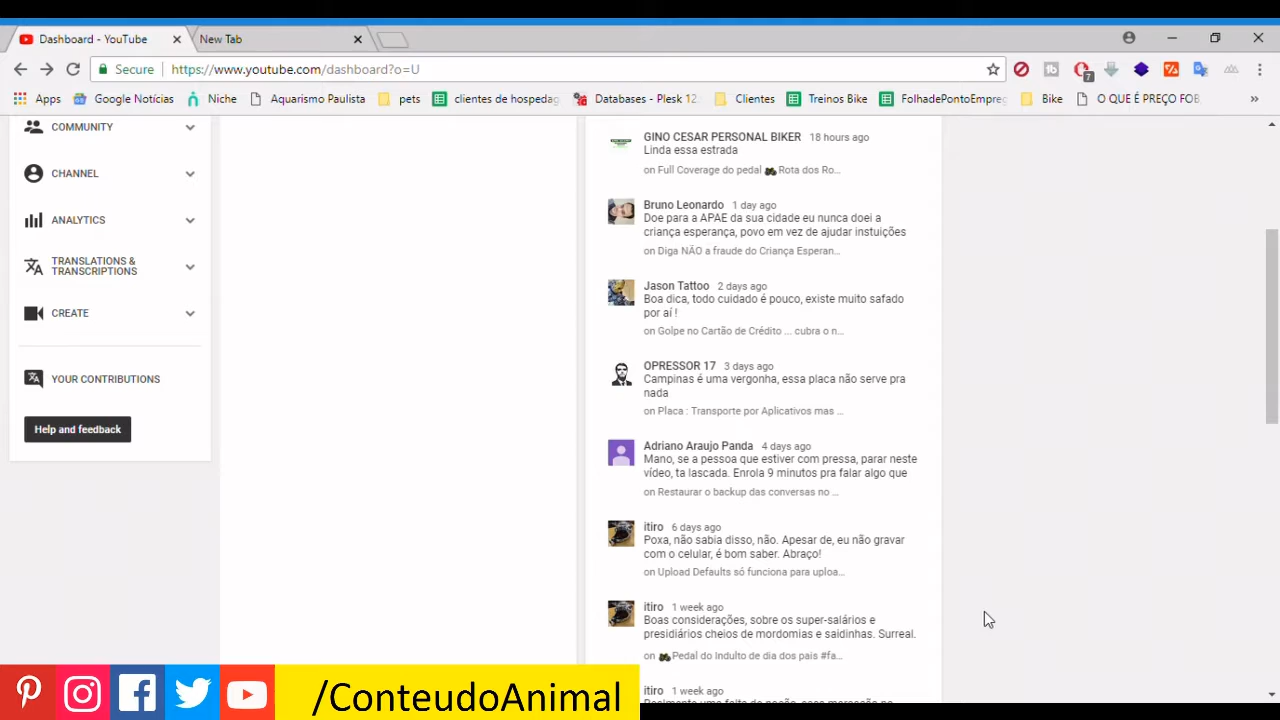 Dashboard - YouTube
New Tab
Secure
https://www.youtube.com/dashboard?o=U
7
Apps
Google Notícias
Niche
Aquarismo Paulista
pets
clientes de hospedag
Databases - Plesk 12.
Clientes
Treinos Bike
FolhadePontoEmpreg
Bike
O QUE É PREÇO FOB
COMMUNITY
CHANNEL
ANALYTICS
TRANSLATIONS &
TRANSCRIPTIONS
CREATE
YOUR CONTRIBUTIONS
Help and feedback
GINO CESAR PERSONAL BIKER 18 hours ago
Linda essa estrada
on Full Coverage do pedal Rota dos Ro...
Bruno Leonardo 1 day ago
Doe para a APAE da sua cidade eu nunca doei a
criança esperança, povo em vez de ajudar instuições
on Diga NÃO a fraude do Criança Esperan...
Jason Tattoo 2 days ago
Boa dica, todo cuidado é pouco, existe muito safado
por aí !
on Golpe no Cartão de Crédito ... cubra o n...
OPRESSOR 17 3 days ago
Campinas é uma vergonha, essa placa não serve pra
nada
on Placa : Transporte por Aplicativos mas ...
Adriano Araujo Panda 4 days ago
Mano, se a pessoa que estiver com pressa, parar neste
vídeo, ta lascada. Enrola 9 minutos pra falar algo que
on Restaurar o backup das conversas no ...
itiro 6 days ago
Poxa, não sabia disso, não. Apesar de, eu não gravar
com o celular, é bom saber. Abraço!
on Upload Defaults só funciona para uploa...
itiro 1 week ago
Boas considerações, sobre os super-salários e
presidiários cheios de mordomias e saidinhas. Surreal.
on Pedal do Indulto de dia dos pais #fa...
itiro 1 week ago
/ConteudoAnimal